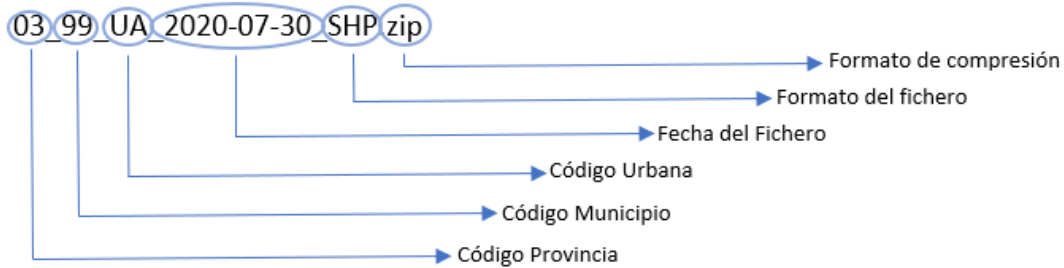 03_99_UA_2020-07-30_SHP.zip
Formato de compresión
Formato del fichero
Fecha del Fichero
Código Urbana
Código Municipio
Código Provincia